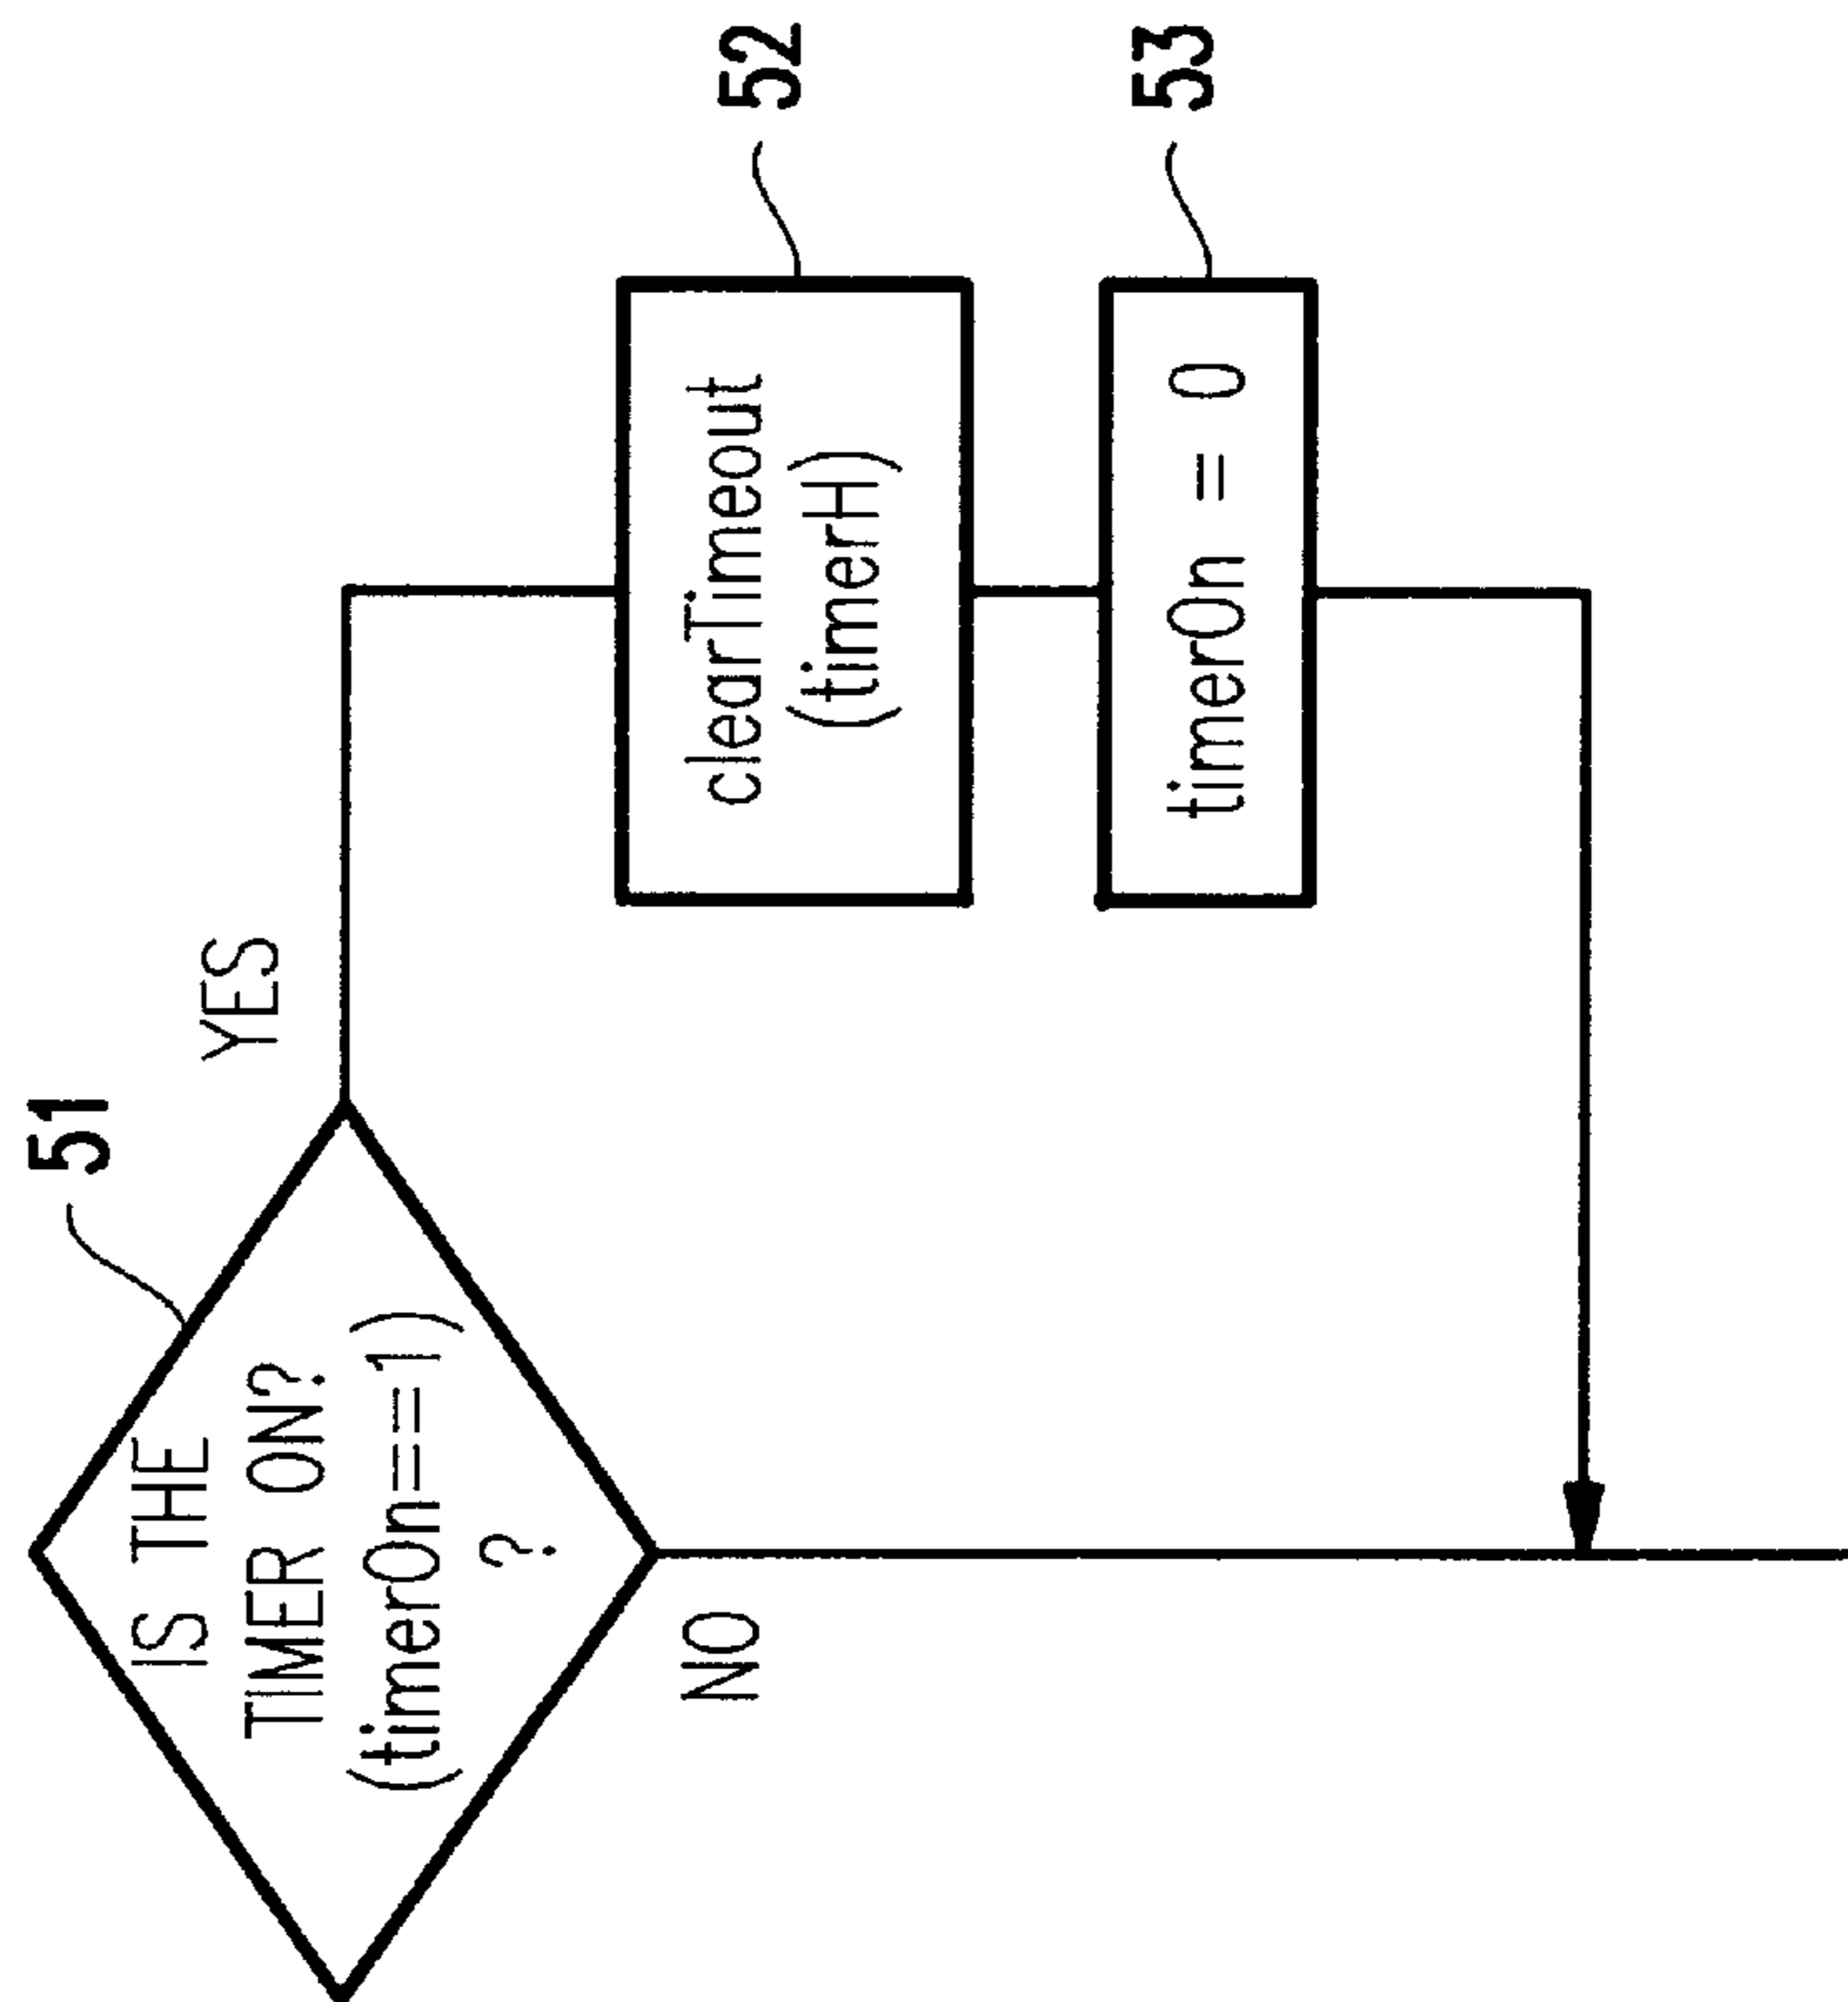 51
IS THE
TIMER ON?
(timerOn==1)
?
YES
NO
52
clearTimeout
(timerH)
53
timerOn = 0